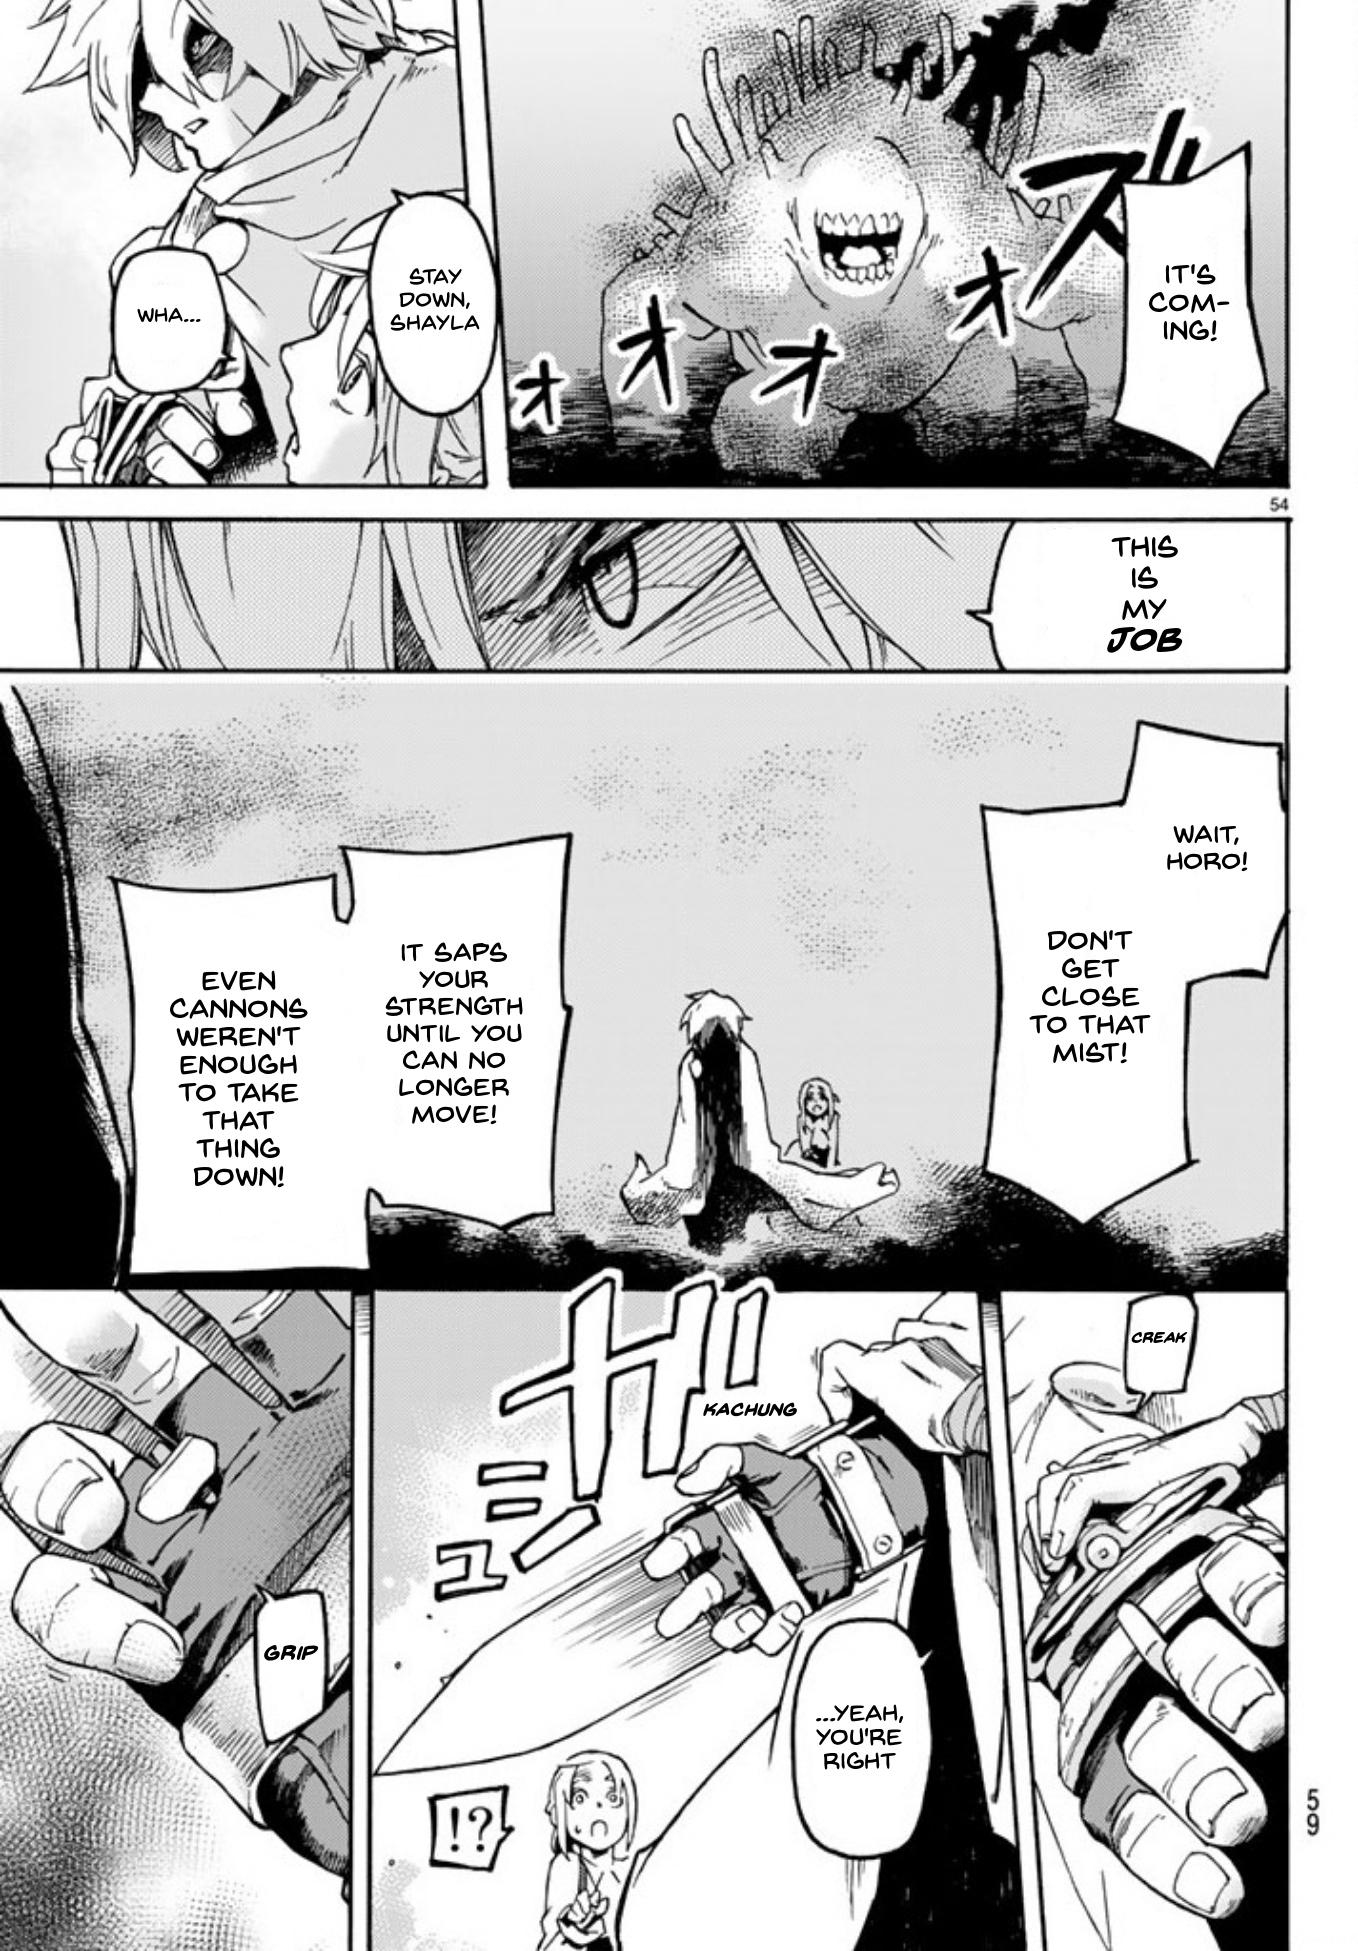 IT'S
COM-
ING!
ズ
オ
オ
オ
オ
STAY
DOWN,
SHAYLA
WHA...
54
THIS
IS
MY
JOB
WAIT,
HORO!
DON'T
GET
CLOSE
TO THAT
MIST!
IT SAPS
YOUR
STRENGTH
UNTIL YOU
CAN NO
LONGER
MOVE!
EVEN
CANNONS
WEREN'T
ENOUGH
TO TAKE
THAT
THING
DOWN!
CREAK
ガシュ
KACHUNG
...YEAH,
YOU'RE
RIGHT
!?
GRIP
59